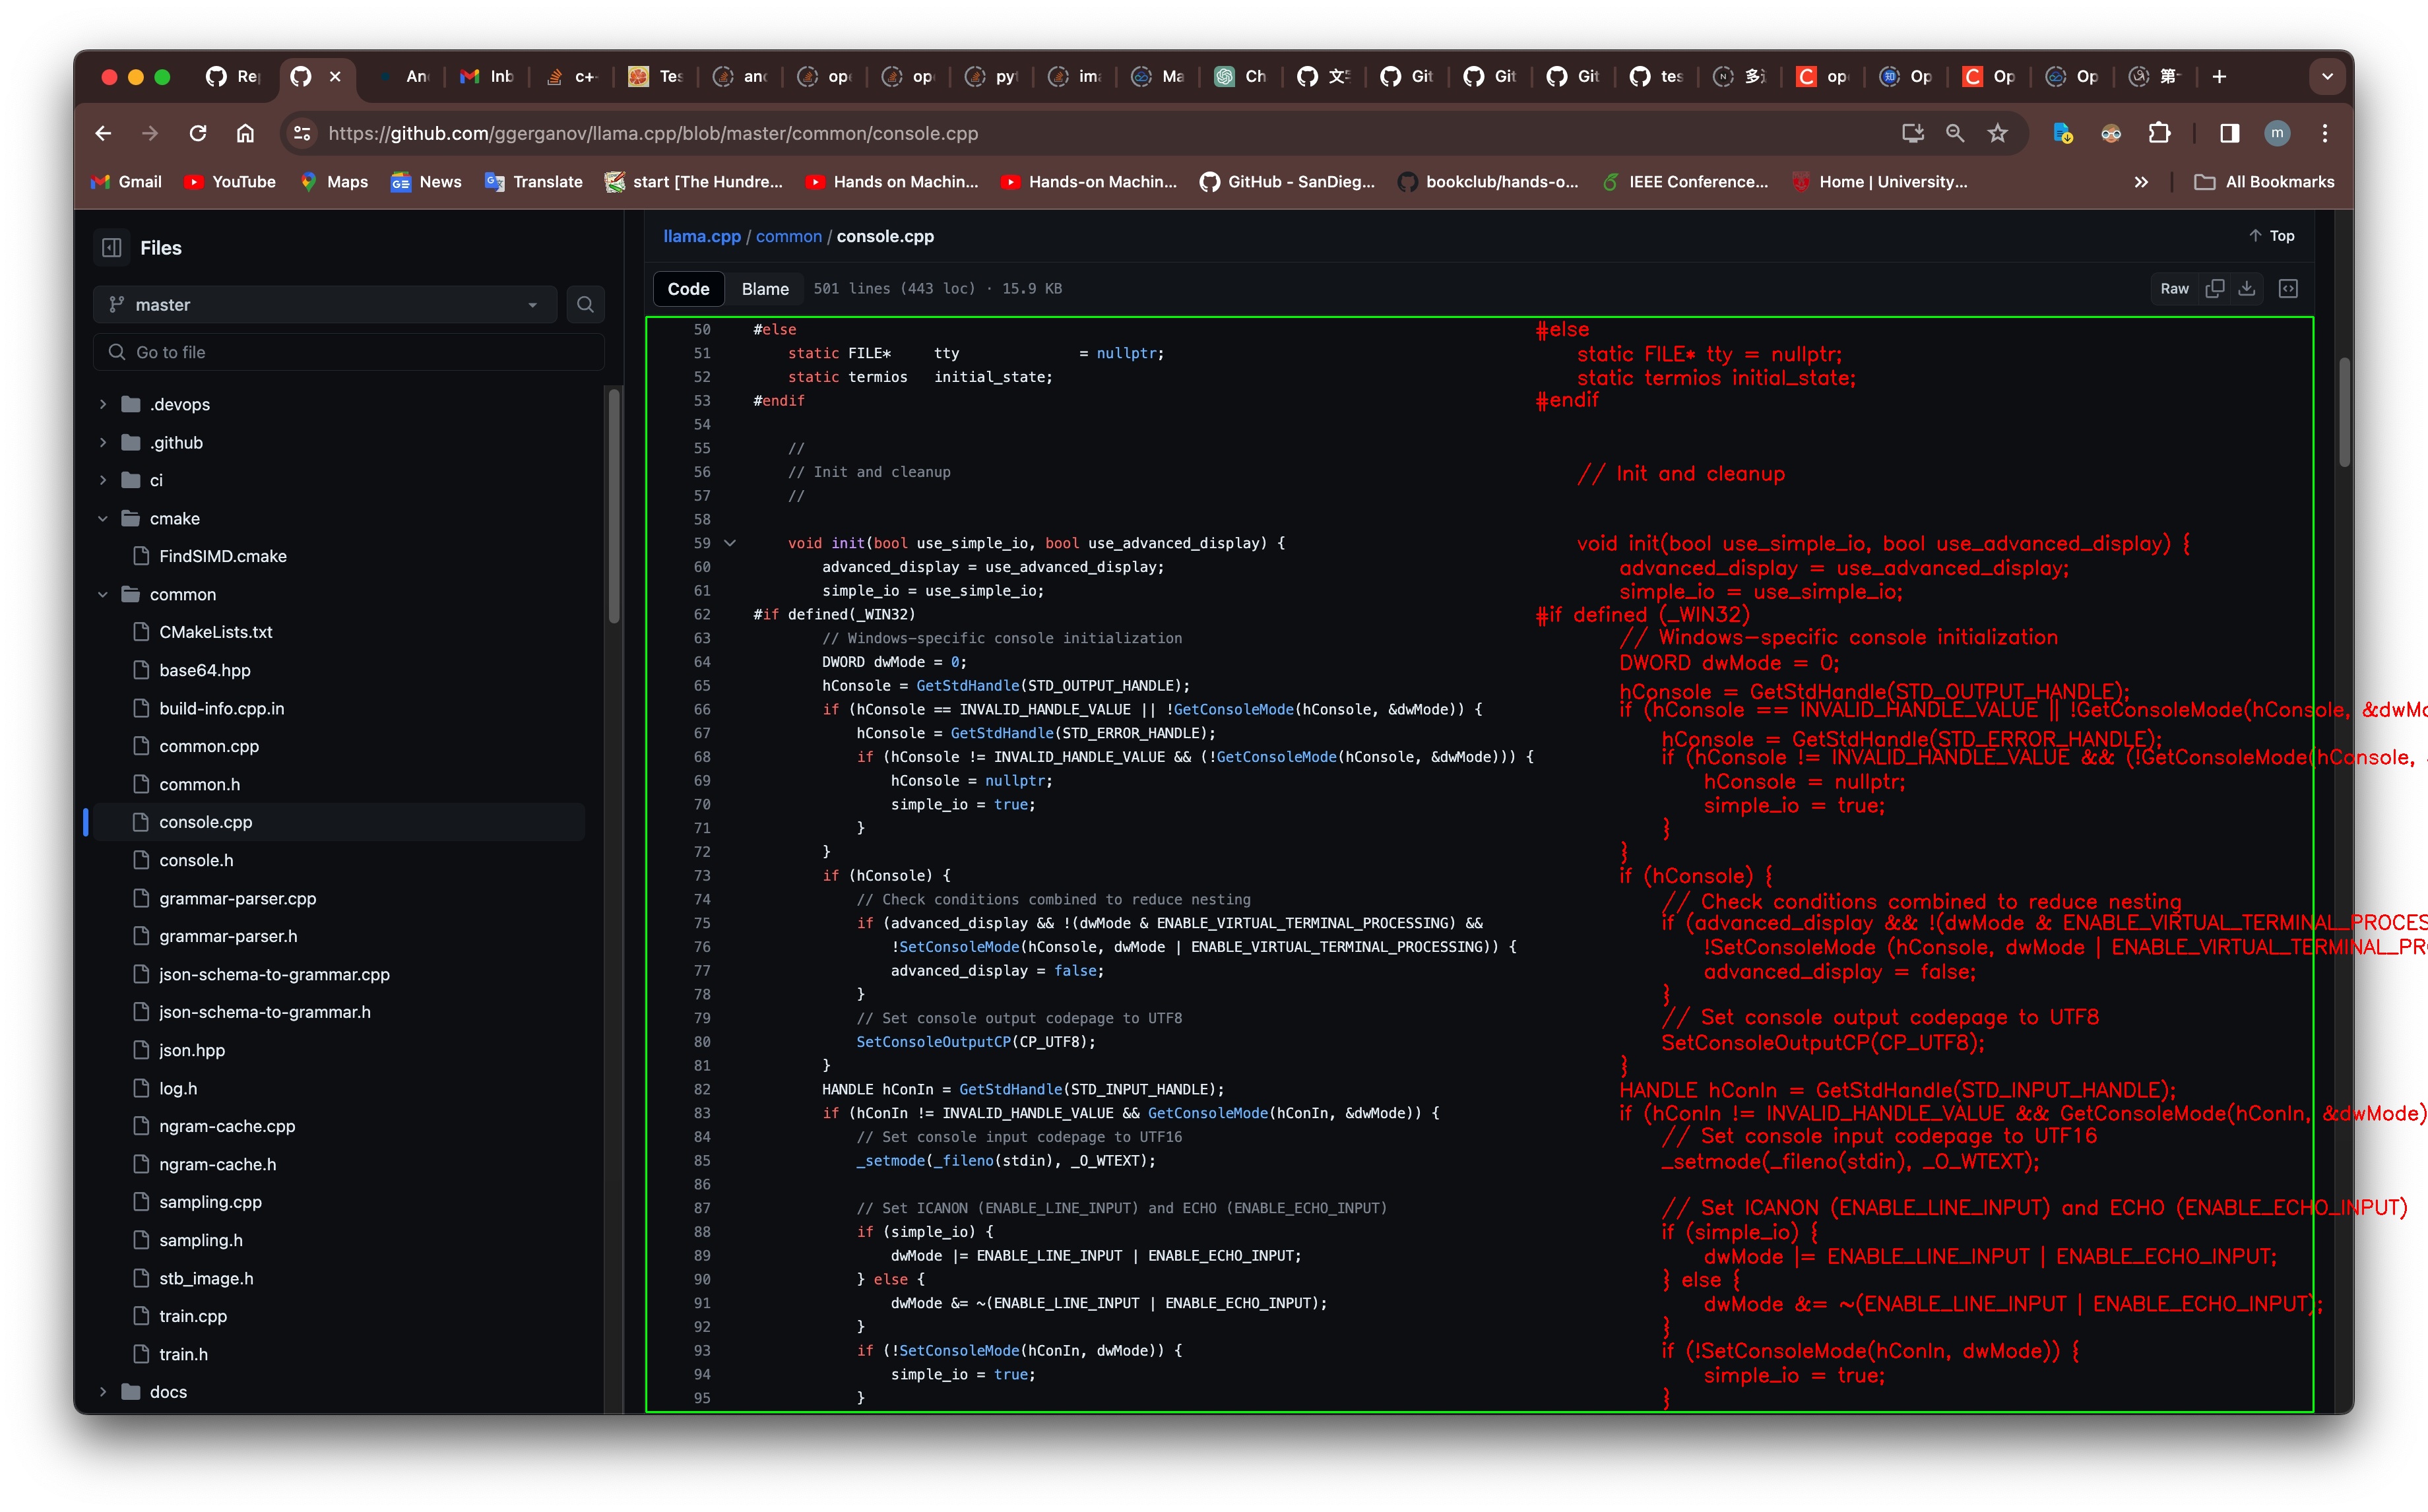 Re
An
Inb
c+
Tes
anc
op
op
pyt
im
Ma
Ch
文
Git
Git
Git
tes
多
op
Op
Op
Op
第
https://github.com/ggerganov/llama.cpp/blob/master/common/console.cpp
m
Gmail
YouTube
Maps
News
Translate
start [The Hundre...
Hands on Machin...
Hands-on Machin...
GitHub - SanDieg...
bookclub/hands-o...
IEEE Conference...
Home | University...
All Bookmarks
Files
master
Go to file
.devops
.github
ci
cmake
FindSIMD.cmake
common
CMakeLists.txt
base64.hpp
build-info.cpp.in
common.cpp
common.h
console.cpp
console.h
grammar-parser.cpp
grammar-parser.h
json-schema-to-grammar.cpp
json-schema-to-grammar.h
json.hpp
log.h
ngram-cache.cpp
ngram-cache.h
sampling.cpp
sampling.h
stb_image.h
train.cpp
train.h
docs
llama.cpp / common / console.cpp
Top
Code Blame 501 lines (443 loc) · 15.9 KB
Raw
50 #else
51     static FILE*     tty              = nullptr;
52     static termios   initial_state;
53 #endif
54
55     //
56     // Init and cleanup
57     //
58
59     void init(bool use_simple_io, bool use_advanced_display) {
60         advanced_display = use_advanced_display;
61         simple_io = use_simple_io;
62 #if defined(_WIN32)
63         // Windows-specific console initialization
64         DWORD dwMode = 0;
65         hConsole = GetStdHandle(STD_OUTPUT_HANDLE);
66         if (hConsole == INVALID_HANDLE_VALUE || !GetConsoleMode(hConsole, &dwMode)) {
67             hConsole = GetStdHandle(STD_ERROR_HANDLE);
68             if (hConsole != INVALID_HANDLE_VALUE && (!GetConsoleMode(hConsole, &dwMode))) {
69                 hConsole = nullptr;
70                 simple_io = true;
71             }
72         }
73         if (hConsole) {
74             // Check conditions combined to reduce nesting
75             if (advanced_display && !(dwMode & ENABLE_VIRTUAL_TERMINAL_PROCESSING) &&
76                 !SetConsoleMode(hConsole, dwMode | ENABLE_VIRTUAL_TERMINAL_PROCESSING)) {
77                 advanced_display = false;
78             }
79             // Set console output codepage to UTF8
80             SetConsoleOutputCP(CP_UTF8);
81         }
82         HANDLE hConIn = GetStdHandle(STD_INPUT_HANDLE);
83         if (hConIn != INVALID_HANDLE_VALUE && GetConsoleMode(hConIn, &dwMode)) {
84             // Set console input codepage to UTF16
85             _setmode(_fileno(stdin), _O_WTEXT);
86
87             // Set ICANON (ENABLE_LINE_INPUT) and ECHO (ENABLE_ECHO_INPUT)
88             if (simple_io) {
89                 dwMode |= ENABLE_LINE_INPUT | ENABLE_ECHO_INPUT;
90             } else {
91                 dwMode &= ~(ENABLE_LINE_INPUT | ENABLE_ECHO_INPUT);
92             }
93             if (!SetConsoleMode(hConIn, dwMode)) {
94                 simple_io = true;
95             }
#else
    static FILE* tty = nullptr;
    static termios initial_state;
#endif
    // Init and cleanup
    void init(bool use_simple_io, bool use_advanced_display) {
        advanced_display = use_advanced_display;
        simple_io = use_simple_io;
#if defined (_WIN32)
        // Windows-specific console initialization
        DWORD dwMode = 0;
        hConsole = GetStdHandle(STD_OUTPUT_HANDLE);
        if (hConsole == INVALID_HANDLE_VALUE || !GetConsoleMode(hConsole, &dwMo
            hConsole = GetStdHandle(STD_ERROR_HANDLE);
            if (hConsole != INVALID_HANDLE_VALUE && (!GetConsoleMode(hConsole,
                hConsole = nullptr;
                simple_io = true;
            }
        }
        if (hConsole) {
            // Check conditions combined to reduce nesting
            if (advanced_display && !(dwMode & ENABLE_VIRTUAL_TERMINAL_PROCES
                !SetConsoleMode (hConsole, dwMode | ENABLE_VIRTUAL_TERMINAL_PR
                advanced_display = false;
            }
            // Set console output codepage to UTF8
            SetConsoleOutputCP(CP_UTF8);
        }
        HANDLE hConIn = GetStdHandle(STD_INPUT_HANDLE);
        if (hConIn != INVALID_HANDLE_VALUE && GetConsoleMode(hConIn, &dwMode)
            // Set console input codepage to UTF16
            _setmode(_fileno(stdin), _O_WTEXT);
            // Set ICANON (ENABLE_LINE_INPUT) and ECHO (ENABLE_ECHO_INPUT)
            if (simple_io) {
                dwMode |= ENABLE_LINE_INPUT | ENABLE_ECHO_INPUT;
            } else {
                dwMode &= ~(ENABLE_LINE_INPUT | ENABLE_ECHO_INPUT);
            }
            if (!SetConsoleMode(hConIn, dwMode)) {
                simple_io = true;
            }